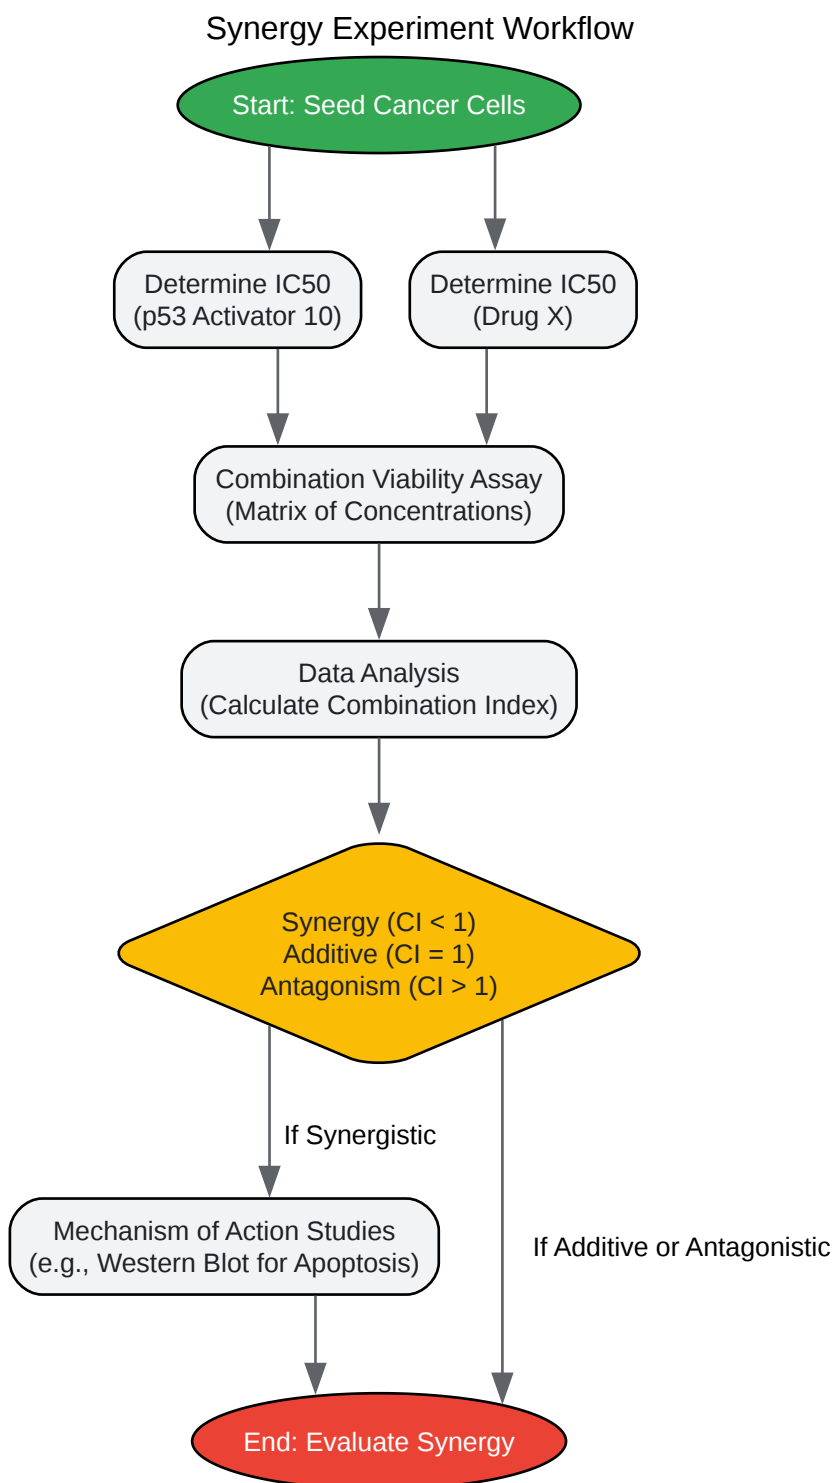 Synergy Experiment Workflow
Start: Seed Cancer Cells
Determine IC50
(p53 Activator 10)
Determine IC50
(Drug X)
Combination Viability Assay
(Matrix of Concentrations)
Data Analysis
(Calculate Combination Index)
Synergy (CI < 1)
Additive (CI = 1)
Antagonism (CI > 1)
If Synergistic
Mechanism of Action Studies
(e.g., Western Blot for Apoptosis)
If Additive or Antagonistic
End: Evaluate Synergy